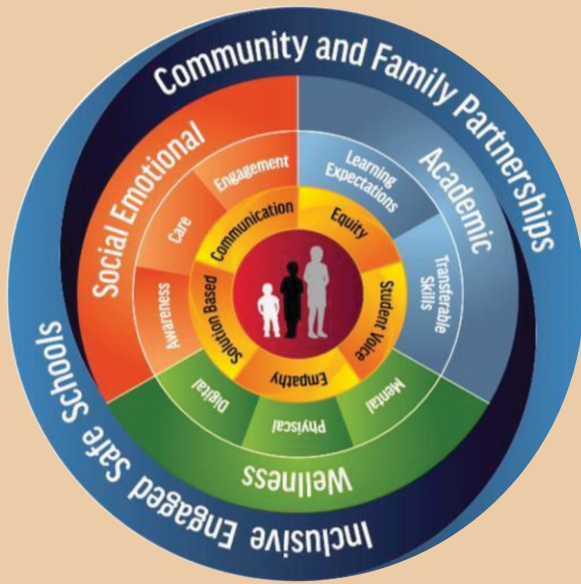 Community and Family Partnerships
Inclusive Engaged Safe Schools
Social Emotional
Academic
Wellness
Engagement
Care
Awareness
Learning
Expectations
Transferable
Skills
Mental
Phyiscal
Digital
Communication
Equity
Student Voice
Empathy
Solution Based